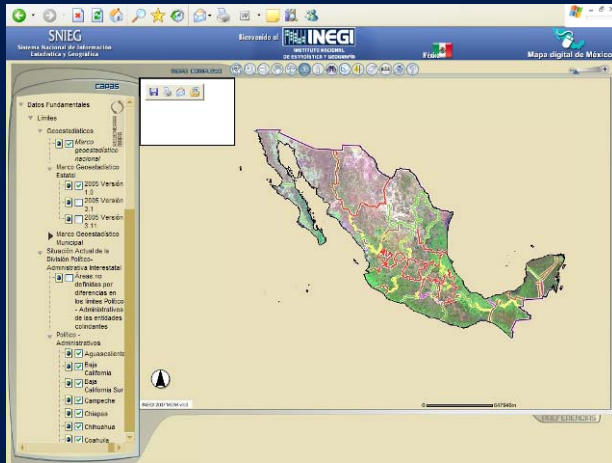 SNIEG
Sistema Nacional de Información
Estadística y Geográfica
Bienvenido al
INEGI
INSTITUTO NACIONAL
DE ESTADÍSTICA Y GEOGRAFÍA
México
Mapa digital de México
capas
Datos Fundamentales
Límites
Geoestadísticos
Marco
geoestadístico
nacional
Marco Geoestadístico
Estatal
2005 Versión
1.0
2005 Versión
3.1
2005 Versión
3.11
Marco Geoestadístico
Municipal
Situación Actual de la
División Político-
Administrativa Interestatal
Áreas no
definidas por
diferencias en
los límites Político
- Administrativos
de las entidades
colindantes
Político -
Administrativos
Aguascalientes
Baja
California
Baja
California Sur
Campeche
Chiapas
Chihuahua
Coahuila
PREFERENCIAS